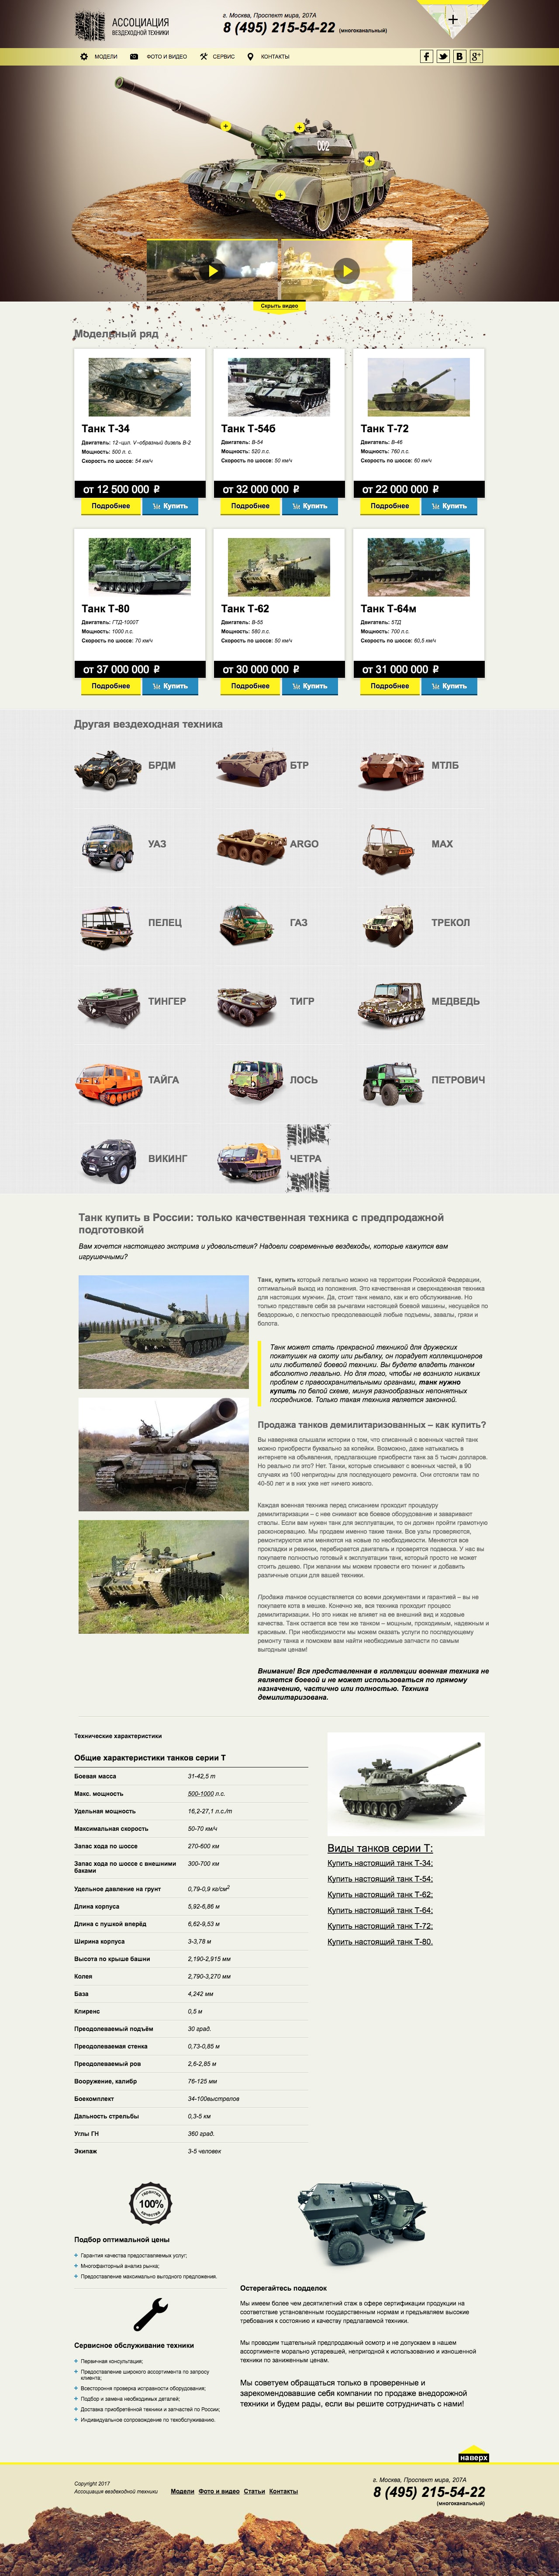 АССОЦИАЦИЯ
ВЕЗДЕХОДНОЙ ТЕХНИКИ
г. Москва, Проспект мира, 207А
8 (495) 215-54-22 (многоканальный)
МОДЕЛИ ФОТО И ВИДЕО СЕРВИС КОНТАКТЫ
002
Скрыть видео
Модельный ряд
Танк Т-34
Двигатель: 12-цил. V-образный дизель В-2
Мощность: 500 л. с.
Скорость по шоссе: 54 км/ч
от 12 500 000 ₽
Подробнее Купить
Танк Т-54б
Двигатель: В-54
Мощность: 520 л.с.
Скорость по шоссе: 50 км/ч
от 32 000 000 ₽
Подробнее Купить
Танк Т-72
Двигатель: В-46
Мощность: 760 л.с.
Скорость по шоссе: 60 км/ч
от 22 000 000 ₽
Подробнее Купить
Танк Т-80
Двигатель: ГТД-1000Т
Мощность: 1000 л.с.
Скорость по шоссе: 70 км/ч
от 37 000 000 ₽
Подробнее Купить
Танк Т-62
Двигатель: В-55
Мощность: 580 л.с.
Скорость по шоссе: 50 км/ч
от 30 000 000 ₽
Подробнее Купить
Танк Т-64м
Двигатель: 5ТД
Мощность: 700 л.с.
Скорость по шоссе: 60,5 км/ч
от 31 000 000 ₽
Подробнее Купить
Другая вездеходная техника
БРДМ БТР МТЛБ
УАЗ ARGO МАХ
ПЕЛЕЦ ГАЗ ТРЕКОЛ
ТИНГЕР ТИГР МЕДВЕДЬ
ТАЙГА ЛОСЬ ПЕТРОВИЧ
ВИКИНГ ЧЕТРА
Танк купить в России: только качественная техника с предпродажной
подготовкой
Вам хочется настоящего экстрима и удовольствия? Надоели современные вездеходы, которые кажутся вам
игрушечными?
Танк, купить который легально можно на территории Российской Федерации,
оптимальный выход из положения. Это качественная и сверхнадежная техника
для настоящих мужчин. Да, стоит танк немало, как и его обслуживание. Но
только представьте себя за рычагами настоящей боевой машины, несущейся по
бездорожью, с легкостью преодолевающей любые подъемы, завалы, грязи и
болота.
Танк может стать прекрасной техникой для дружеских
покатушек на охоту или рыбалку, он порадует коллекционеров
или любителей боевой техники. Вы будете владеть танком
абсолютно легально. Но для того, чтобы не возникло никаких
проблем с правоохранительными органами, танк нужно
купить по белой схеме, минуя разнообразных непонятных
посредников. Только такая техника является законной.
Продажа танков демилитаризованных – как купить?
Вы наверняка слышали истории о том, что списанный с военных частей танк
можно приобрести буквально за копейки. Возможно, даже натыкались в
интернете на объявления, предлагающие приобрести танк за 5 тысяч долларов.
Но реально ли это? Нет. Танки, которые списывают с военных частей, в 90
случаях из 100 непригодны для последующего ремонта. Они отстояли там по
40-50 лет и в них уже нет ничего живого.
Каждая военная техника перед списанием проходит процедуру
демилитаризации – с нее снимают все боевое оборудование и заваривают
стволы. Если вам нужен танк для эксплуатации, то он должен пройти грамотную
расконсервацию. Мы продаем именно такие танки. Все узлы проверяются,
ремонтируются или меняются на новые по необходимости. Меняются все
прокладки и резинки, перебирается двигатель и проверяется подвеска. У нас вы
покупаете полностью готовый к эксплуатации танк, который просто не может
стоить дешево. При желании мы можем провести его тюнинг и добавить
различные опции для вашей техники.
Продажа танков осуществляется со всеми документами и гарантией – вы не
покупаете кота в мешке. Конечно же, вся техника проходит процесс
демилитаризации. Но это никак не влияет на ее внешний вид и ходовые
качества. Танк остается все тем же танком – мощным, проходимым, надежным и
красивым. При необходимости мы можем оказать услуги по последующему
ремонту танка и поможем вам найти необходимые запчасти по самым
выгодным ценам!
Внимание! Вся представленная в коллекции военная техника не
является боевой и не может использоваться по прямому
назначению, частично или полностью. Техника
демилитаризована.
Технические характеристики
Общие характеристики танков серии Т
Боевая масса 31-42,5 т
Макс. мощность 500-1000 л.с.
Удельная мощность 16,2-27,1 л.с./т
Максимальная скорость 50-70 км/ч
Запас хода по шоссе 270-600 км
Запас хода по шоссе с внешними
баками 300-700 км
Удельное давление на грунт 0,79-0,9 кг/см²
Длина корпуса 5,92-6,86 м
Длина с пушкой вперёд 6,62-9,53 м
Ширина корпуса 3-3,78 м
Высота по крыше башни 2,190-2,915 мм
Колея 2,790-3,270 мм
База 4,242 мм
Клиренс 0,5 м
Преодолеваемый подъём 30 град.
Преодолеваемая стенка 0,73-0,85 м
Преодолеваемый ров 2,6-2,85 м
Вооружение, калибр 76-125 мм
Боекомплект 34-100выстрелов
Дальность стрельбы 0,3-5 км
Углы ГН 360 град.
Экипаж 3-5 человек
Виды танков серии Т:
Купить настоящий танк Т-34;
Купить настоящий танк Т-54;
Купить настоящий танк Т-62;
Купить настоящий танк Т-64;
Купить настоящий танк Т-72;
Купить настоящий танк Т-80.
ГАРАНТИЯ
100%
КАЧЕСТВА
Подбор оптимальной цены
Гарантия качества предоставляемых услуг;
Многофакторный анализ рынка;
Предоставление максимально выгодного предложения.
Сервисное обслуживание техники
Первичная консультация;
Предоставление широкого ассортимента по запросу
клиента;
Всестороння проверка исправности оборудования;
Подбор и замена необходимых деталей;
Доставка приобретённой техники и запчастей по России;
Индивидуальное сопровождение по техобслуживанию.
Остерегайтесь подделок
Мы имеем более чем десятилетний стаж в сфере сертификации продукции на
соответствие установленным государственным нормам и предъявляем высокие
требования к состоянию и качеству предлагаемой техники.
Мы проводим тщательный предпродажный осмотр и не допускаем в нашем
ассортименте морально устаревшей, непригодной к использованию и изношенной
техники по заниженным ценам.
Мы советуем обращаться только в проверенные и
зарекомендовавшие себя компании по продаже внедорожной
техники и будем рады, если вы решите сотрудничать с нами!
наверх
Copyright 2017
Ассоциация вездеходной техники
Модели Фото и видео Статьи Контакты
г. Москва, Проспект мира, 207А
8 (495) 215-54-22
(многоканальный)